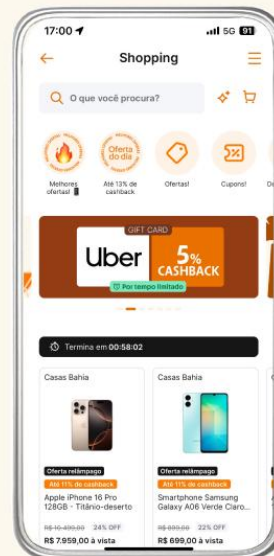 17:00
5G 91
Shopping
O que você procura?
Oferta
do dia
Melhores
ofertas!
Até 13% de
cashback
Ofertas!
Cupons!
GIFT CARD
Uber
5%
CASHBACK
Por tempo limitado
Termina em 00:58:02
Casas Bahia
Oferta relâmpago
Até 11% de cashback
Apple iPhone 16 Pro
128GB - Titânio-deserto
R$ 10.499,00 24% OFF
R$ 7.959,00 à vista
Casas Bahia
Oferta relâmpago
Até 11% de cashback
Smartphone Samsung
Galaxy A06 Verde Claro...
R$ 899,00 22% OFF
R$ 699,00 à vista